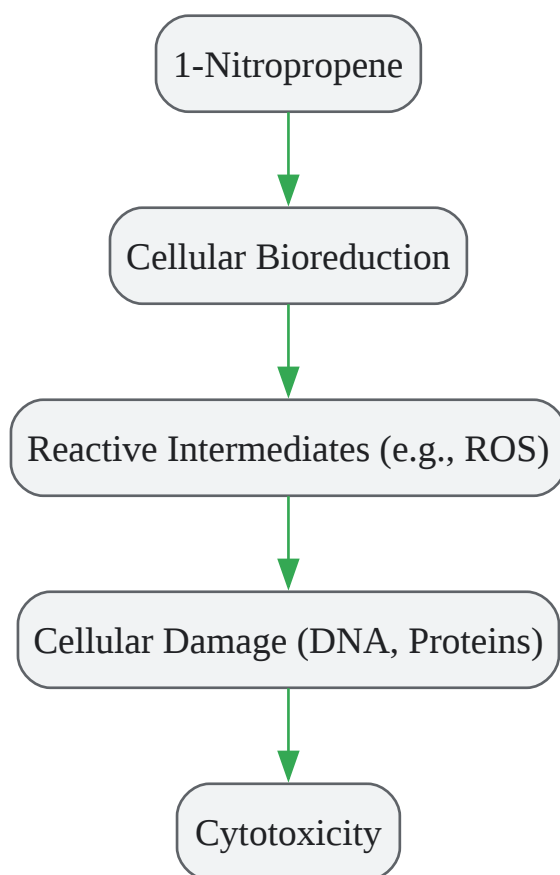 1-Nitropropene
Cellular Bioreduction
Reactive Intermediates (e.g., ROS)
Cellular Damage (DNA, Proteins)
Cytotoxicity